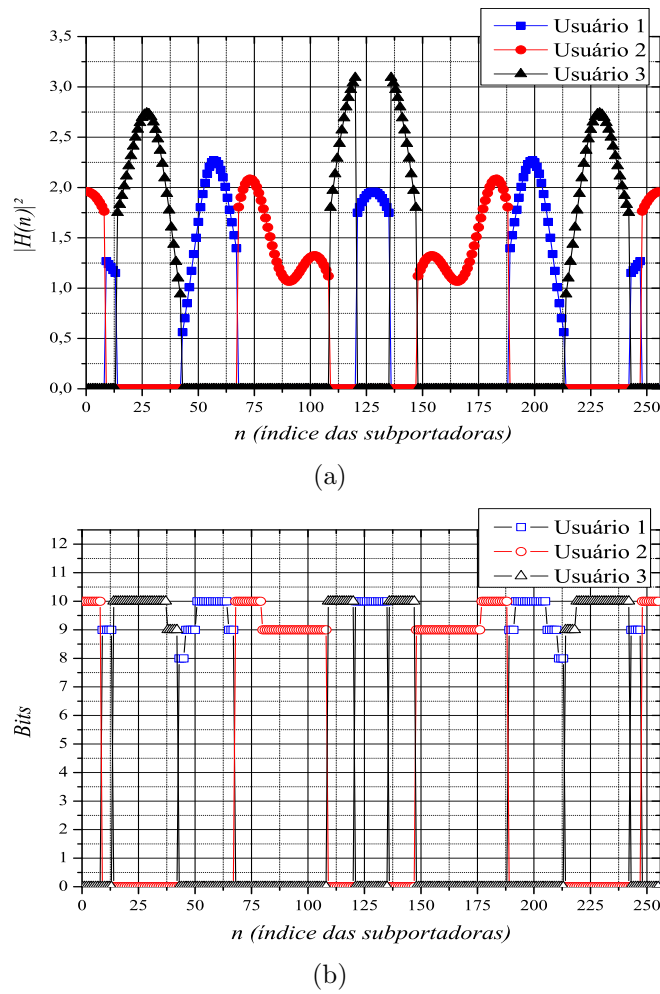 Usuário 1
Usuário 2
Usuário 3
3,5
3,0
2,5
2,0
1,5
1,0
0,5
0,0
|H(n)|²
0 25 50 75 100 125 150 175 200 225 250
n (índice das subportadoras)
(a)
Usuário 1
Usuário 2
Usuário 3
12
11
10
9
8
7
6
5
4
3
2
1
0
Bits
0 25 50 75 100 125 150 175 200 225 250
n (índice das subportadoras)
(b)